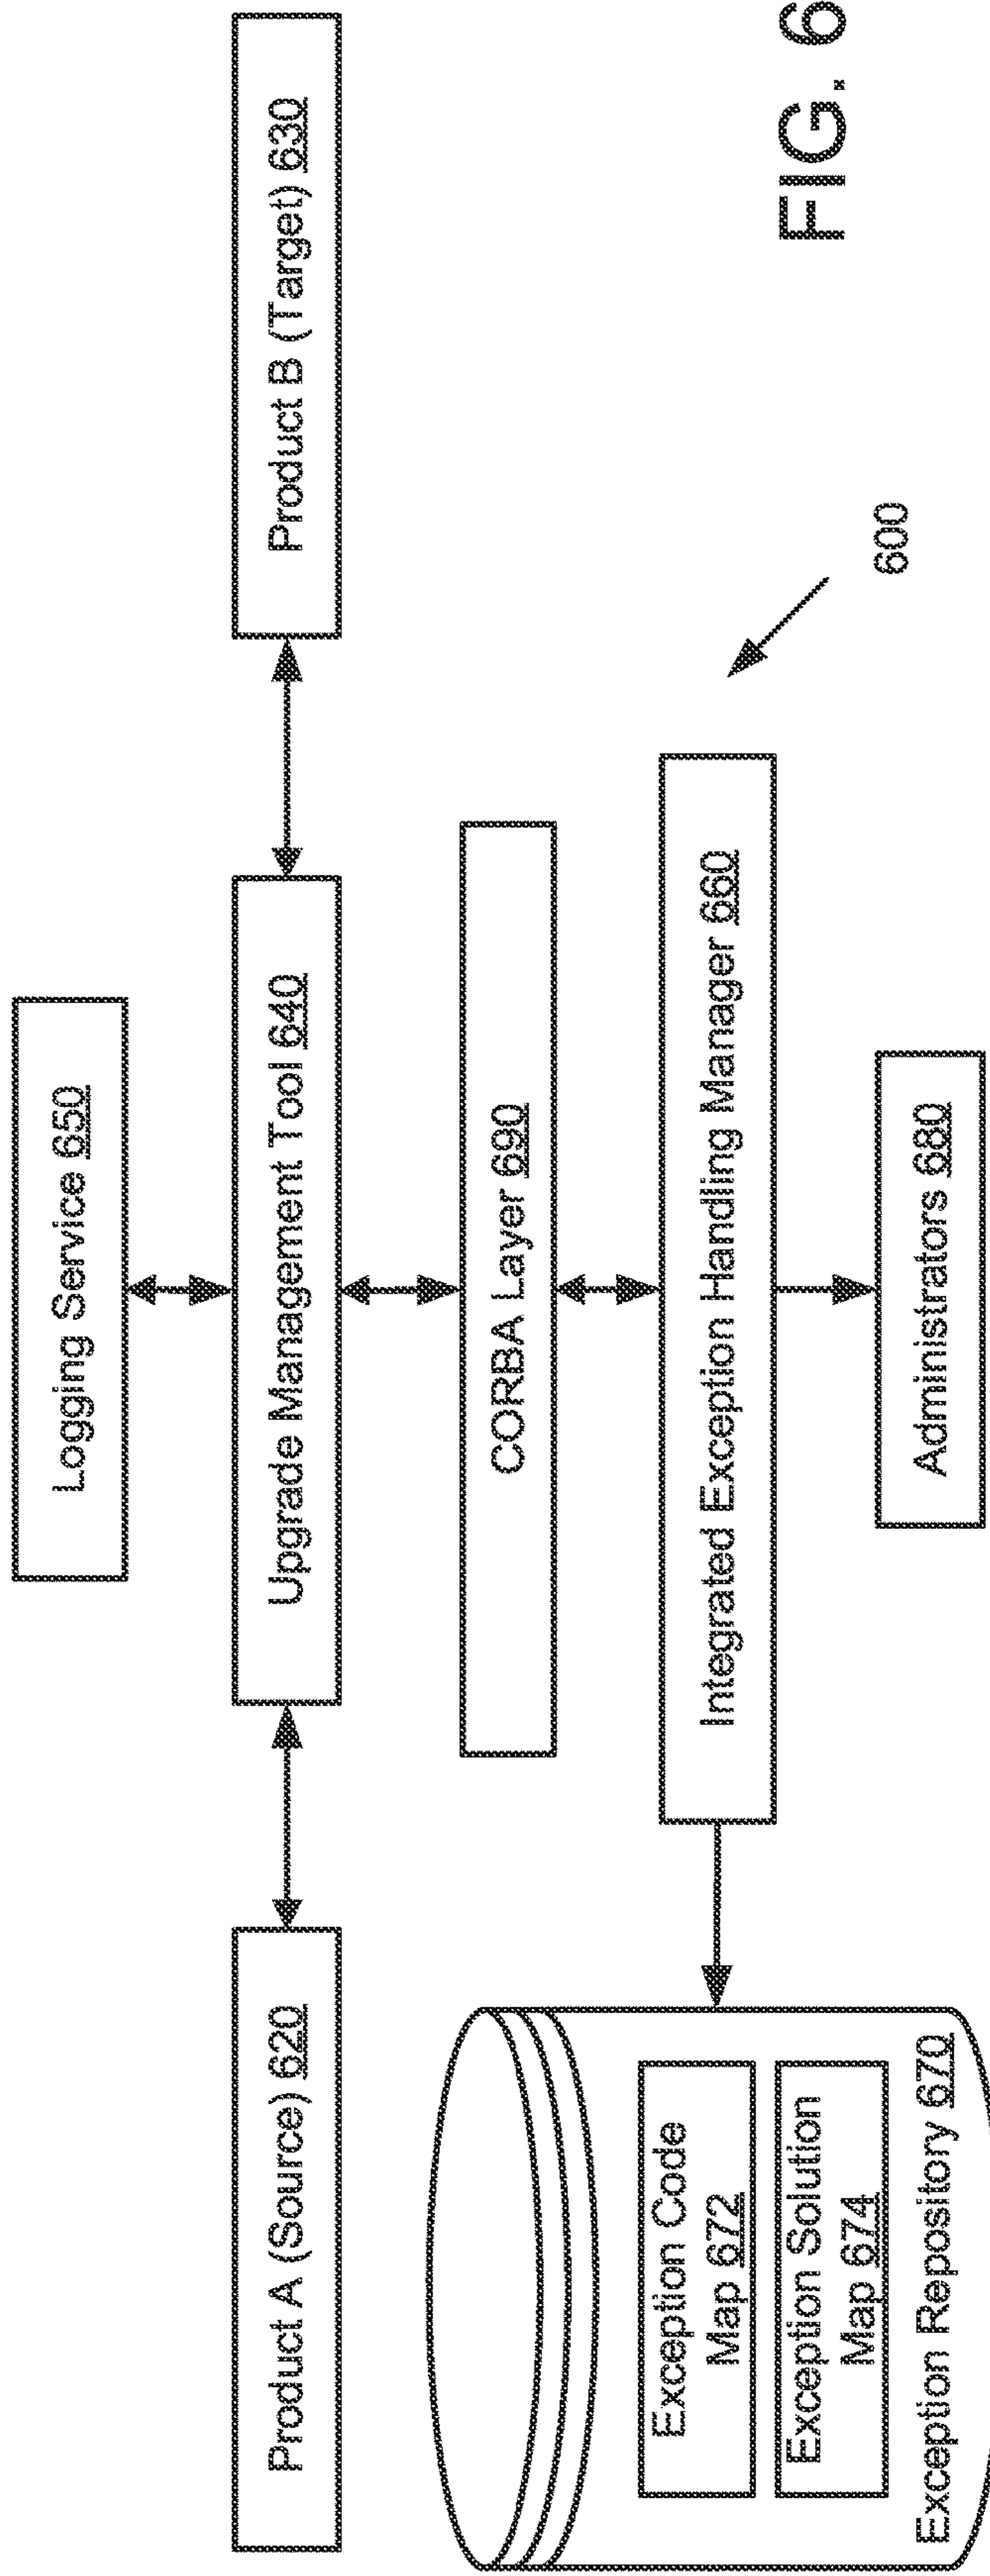 Logging Service 650
Product A (Source) 620
Upgrade Management Tool 640
Product B (Target) 630
CORBA Layer 690
Exception Code
Map 672
Integrated Exception Handling Manager 660
Exception Solution
Map 674
Exception Repository 670
Administrators 680
600
FIG. 6